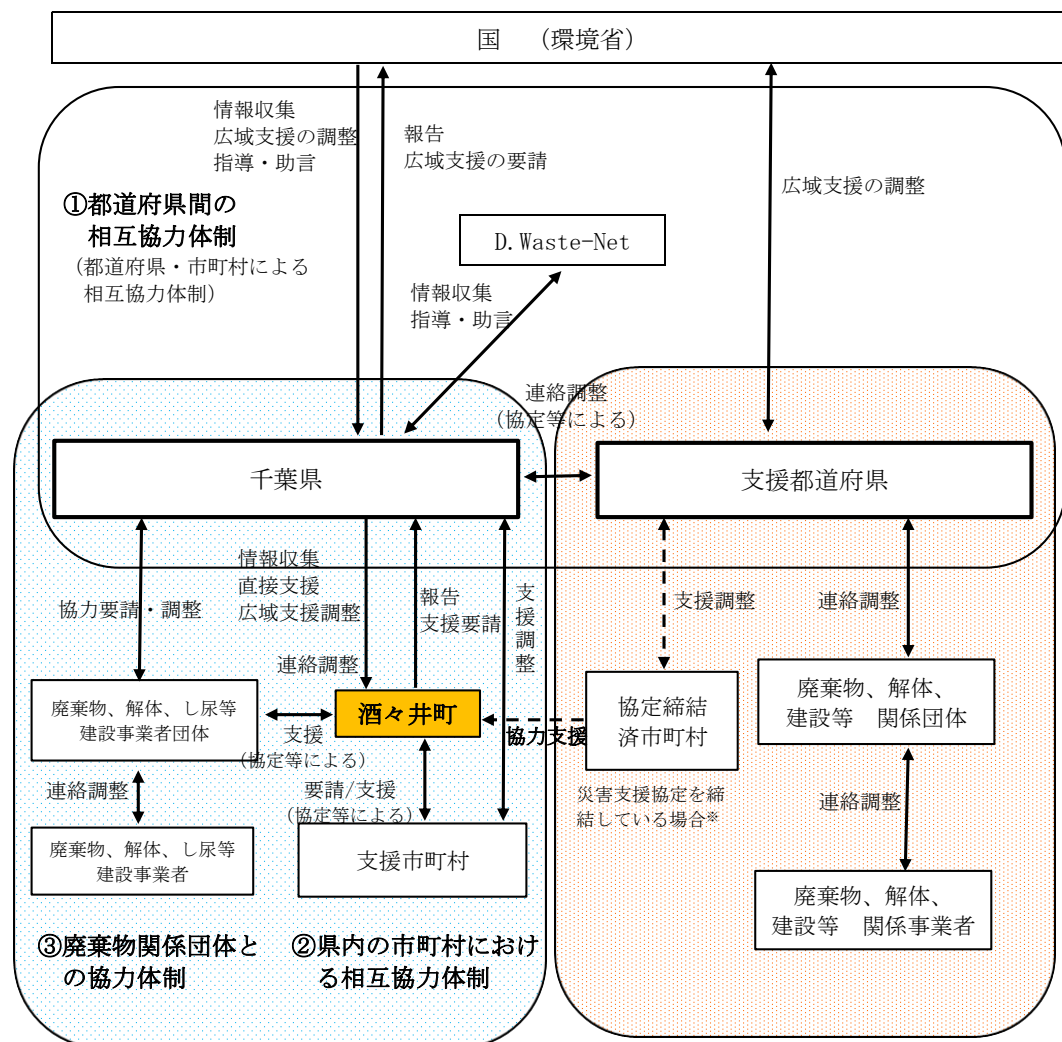 国　（環境省）
情報収集
広域支援の調整
指導・助言
報告
広域支援の要請
広域支援の調整
①都道府県間の
相互協力体制
（都道府県・市町村による
相互協力体制）
D.Waste-Net
情報収集
指導・助言
連絡調整
（協定等による）
千葉県
支援都道府県
協力要請・調整
情報収集
直接支援
広域支援調整
連絡調整
報告
支援要請
支援調整
支援調整
連絡調整
廃棄物、解体、し尿等
建設事業者団体
支援
（協定等による）
酒々井町
協力支援
協定締結
済市町村
廃棄物、解体、
建設等　関係団体
連絡調整
要請/支援
（協定等による）
災害支援協定を締
結している場合※
連絡調整
廃棄物、解体、し尿等
建設事業者
支援市町村
廃棄物、解体、
建設等　関係事業者
③廃棄物関係団体と
の協力体制
②県内の市町村におけ
る相互協力体制